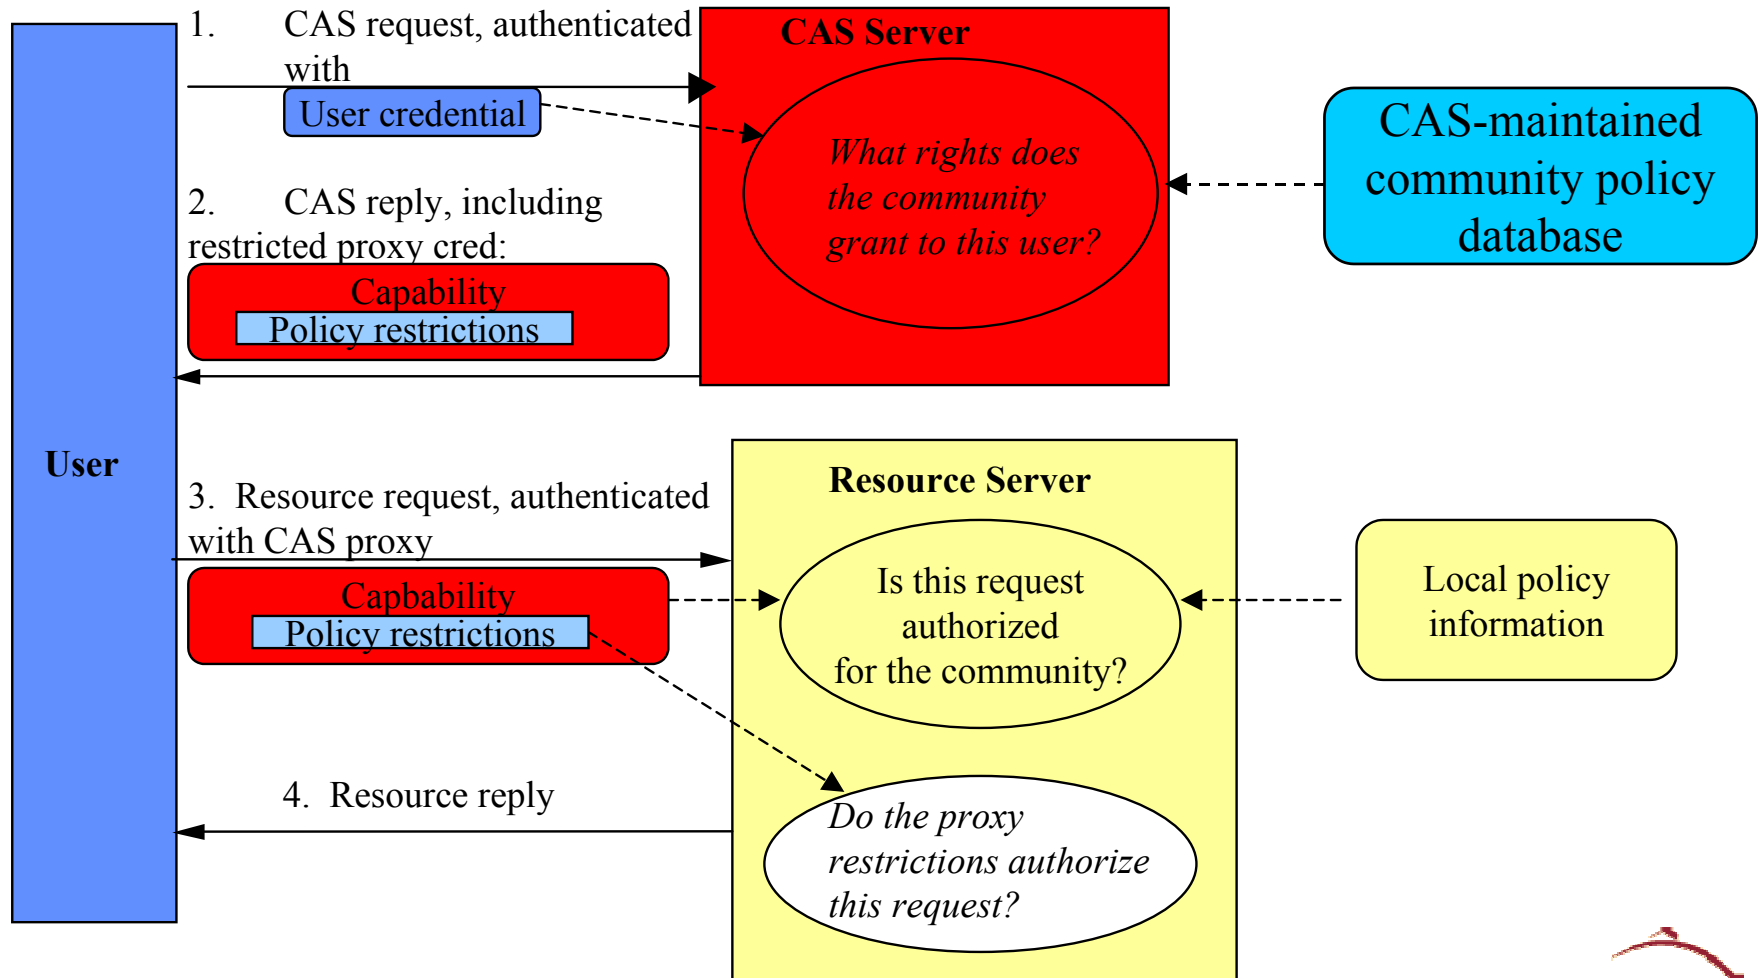 1. CAS request, authenticated
with
User credential
CAS Server
What rights does
the community
grant to this user?
CAS-maintained
community policy
database
2. CAS reply, including
restricted proxy cred:
Capability
Policy restrictions
User
3. Resource request, authenticated
with CAS proxy
Capbability
Policy restrictions
Resource Server
Is this request
authorized
for the community?
Local policy
information
4. Resource reply
Do the proxy
restrictions authorize
this request?